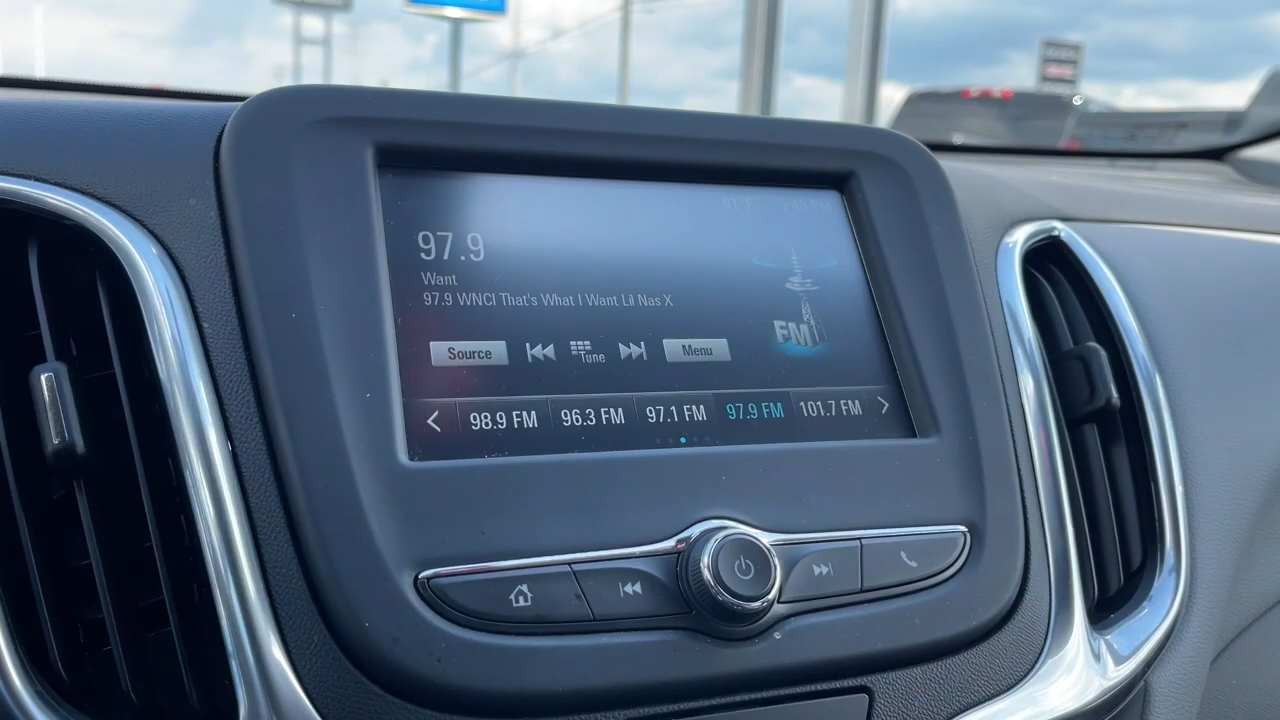 97.9
Want
97.9 WNCI That's What I Want Lil Nas X
FM
Source
Tune
Menu
98.9 FM
96.3 FM
97.1 FM
97.9 FM
101.7 FM